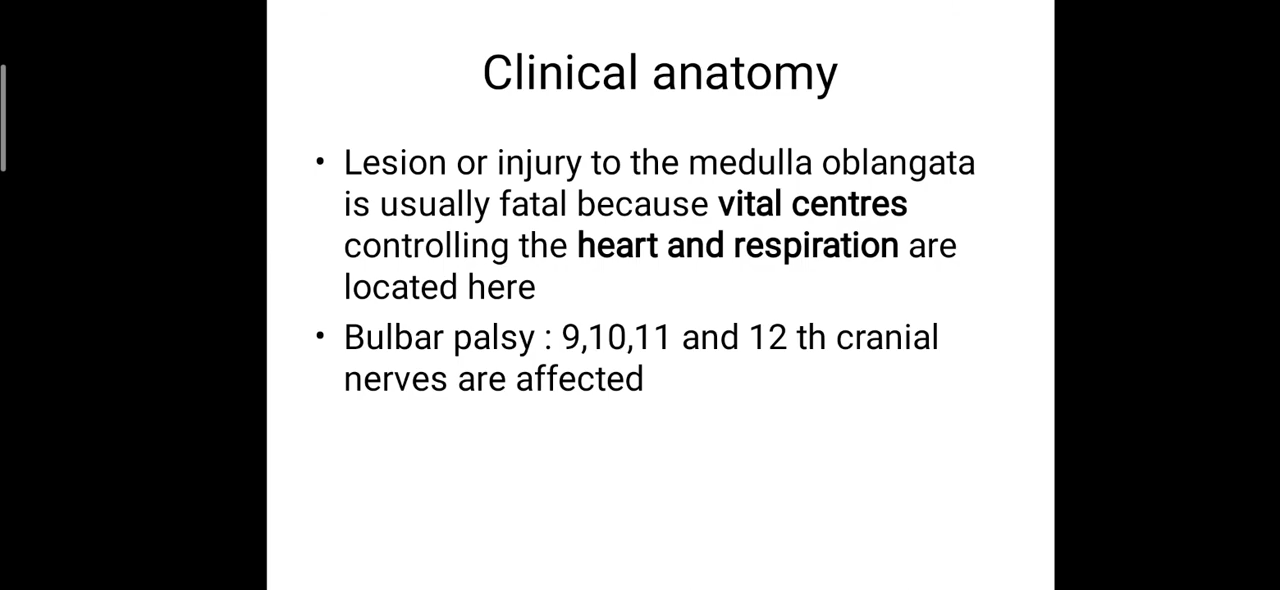 Clinical anatomy
• Lesion or injury to the medulla oblangata
is usually fatal because vital centres
controlling the heart and respiration are
located here
• Bulbar palsy : 9,10,11 and 12 th cranial
nerves are affected